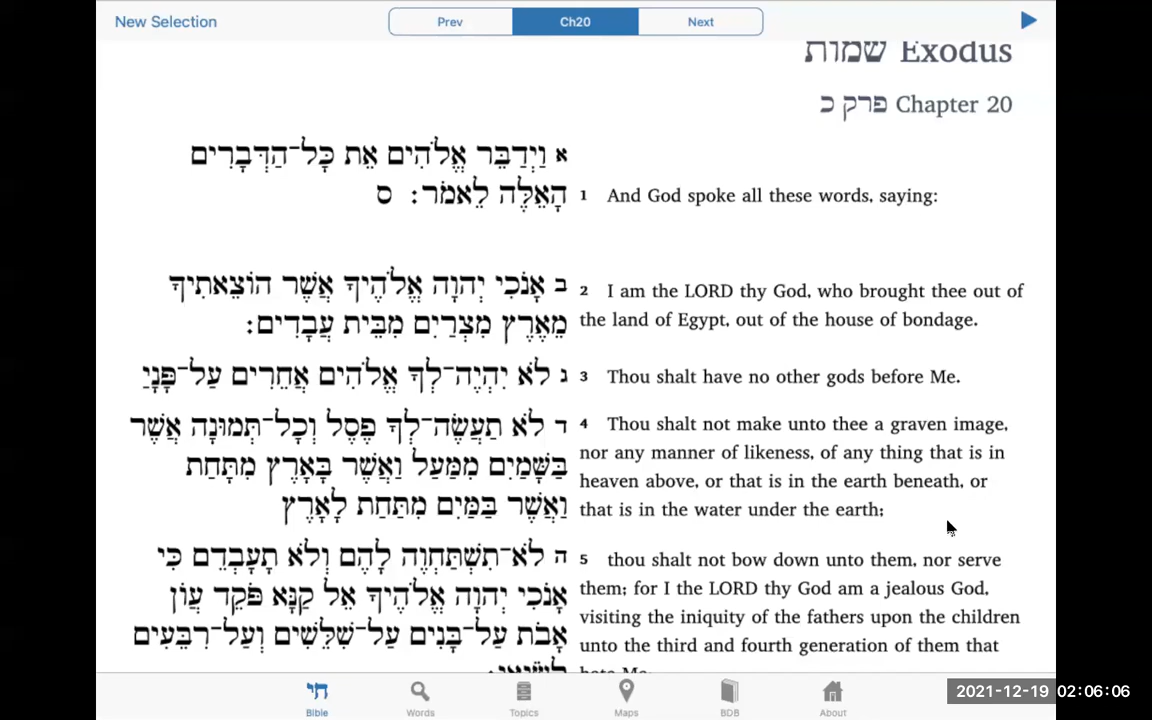 New Selection
Prev
Ch20
Next
שמות Exodus
פרק כ Chapter 20
א וַיְדַבֵּר אֱלֹהִים אֵת כָּל־הַדְּבָרִים
הָאֵלֶּה לֵאמֹר׃ ס
1 And God spoke all these words, saying:
ב אָנֹכִי יְהוָה אֱלֹהֶיךָ אֲשֶׁר הוֹצֵאתִיךָ
מֵאֶרֶץ מִצְרַיִם מִבֵּית עֲבָדִים׃
2 I am the LORD thy God, who brought thee out of
the land of Egypt, out of the house of bondage.
ג לֹא יִהְיֶה־לְךָ אֱלֹהִים אֲחֵרִים עַל־פָּנָיַ
3 Thou shalt have no other gods before Me.
ד לֹא תַעֲשֶׂה־לְךָ פֶסֶל וְכָל־תְּמוּנָה אֲשֶׁר
בַּשָּׁמַיִם מִמַּעַל וַאֲשֶׁר בָּאָרֶץ מִתָּחַת
וַאֲשֶׁר בַּמַּיִם מִתַּחַת לָאָרֶץ
4 Thou shalt not make unto thee a graven image,
nor any manner of likeness, of any thing that is in
heaven above, or that is in the earth beneath, or
that is in the water under the earth;
ה לֹא־תִשְׁתַּחְוֶה לָהֶם וְלֹא תָעָבְדֵם כִּי
אָנֹכִי יְהוָה אֱלֹהֶיךָ אֵל קַנָּא פֹּקֵד עֲוֺן
אָבֹת עַל־בָּנִים עַל־שִׁלֵּשִׁים וְעַל־רִבֵּעִים
5 thou shalt not bow down unto them, nor serve
them; for I the LORD thy God am a jealous God,
visiting the iniquity of the fathers upon the children
unto the third and fourth generation of them that
hate Me
חי
Bible
Words
Topics
Maps
BDB
About
2021-12-19 02:06:06